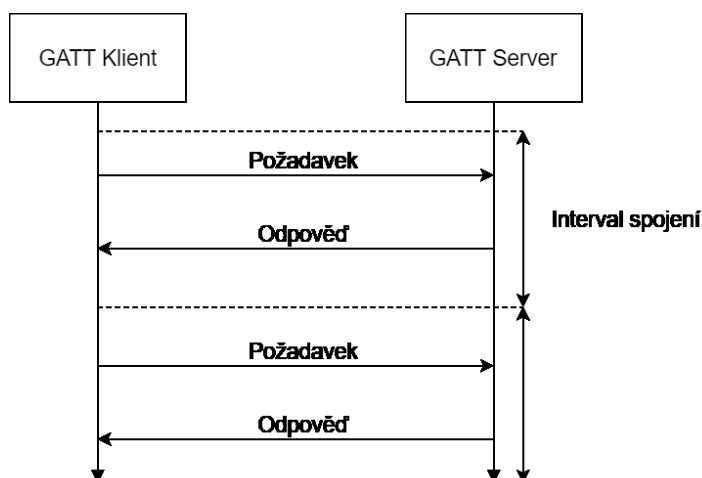 GATT Klient
GATT Server
Požadavek
Interval spojení
Odpověď
Požadavek
Odpověď